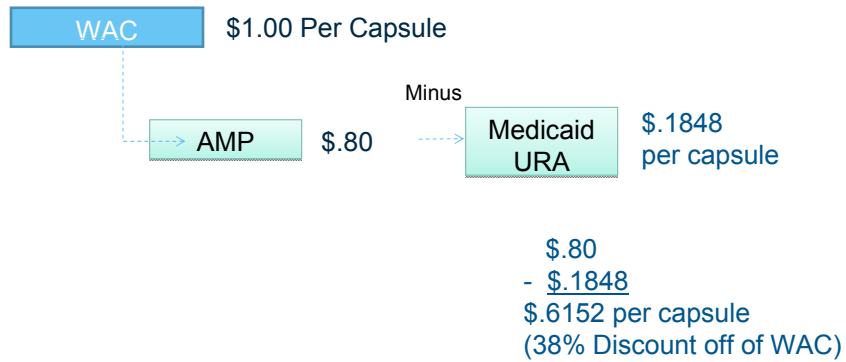 WAC
$1.00 Per Capsule
Minus
AMP
$.80
Medicaid
URA
$.1848
per capsule
$.80
- $.1848
$.6152 per capsule
(38% Discount off of WAC)